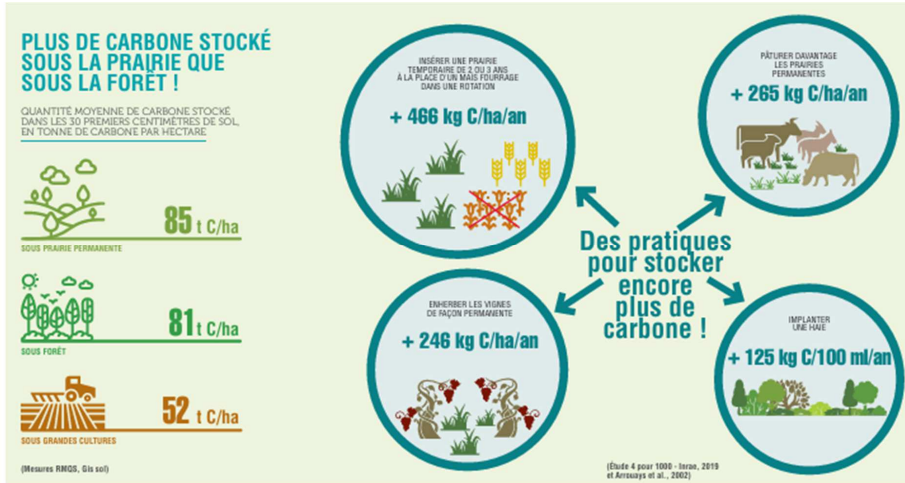 PLUS DE CARBONE STOCKÉ
SOUS LA PRAIRIE QUE
SOUS LA FORÊT !
QUANTITÉ MOYENNE DE CARBONE STOCKÉ
DANS LES 30 PREMIERS CENTIMÈTRES DE SOL,
EN TONNE DE CARBONE PAR HECTARE
85 t C/ha
SOUS PRAIRIE PERMANENTE
81 t C/ha
SOUS FORÊT
52 t C/ha
SOUS GRANDES CULTURES
(Mesures RMQS, Gis sol)
INSÉRER UNE PRAIRIE
TEMPORAIRE DE 2 OU 3 ANS
À LA PLACE D'UN MAÏS FOURRAGE
DANS UNE ROTATION
+ 466 kg C/ha/an
PÂTURER DAVANTAGE
LES PRAIRIES
PERMANENTES
+ 265 kg C/ha/an
Des pratiques
pour stocker
encore
plus de
carbone !
ENHERBER LES VIGNES
DE FAÇON PERMANENTE
+ 246 kg C/ha/an
IMPLANTER
UNE HAIE
+ 125 kg C/100 ml/an
(Étude 4 pour 1000 - Inrae, 2019
et Arrouays et al., 2002)